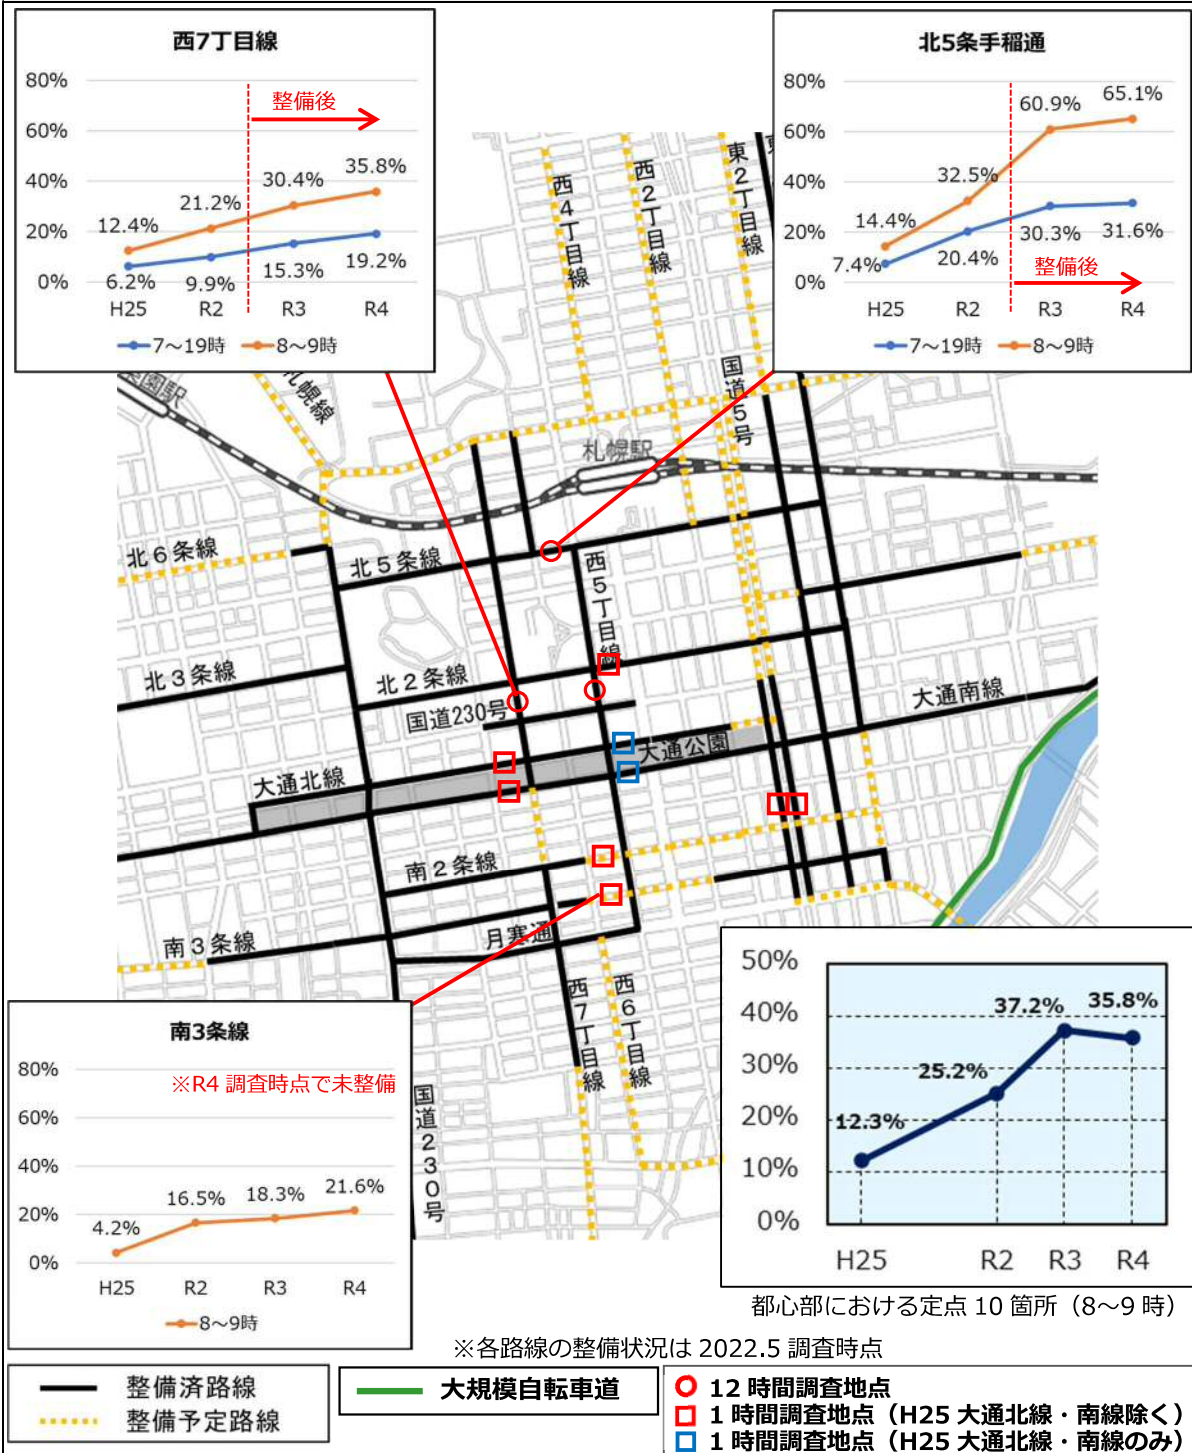 西7丁目線
80%
60%
40%
20%
0%
整備後
12.4%
21.2%
30.4%
35.8%
6.2%
9.9%
15.3%
19.2%
H25
R2
R3
R4
7～19時
8～9時
北5条手稲通
80%
60%
40%
20%
0%
14.4%
32.5%
60.9%
65.1%
7.4%
20.4%
30.3%
31.6%
整備後
H25
R2
R3
R4
7～19時
8～9時
西4丁目線
西2丁目線
東2丁目線
国道5号
札幌線
札幌駅
北6条線
北5条線
西5丁目線
北3条線
北2条線
国道230号
大通南線
大通公園
大通北線
南2条線
南3条線
月寒通
西7丁目線
西6丁目線
国道230号
南3条線
80%
60%
40%
20%
0%
※R4 調査時点で未整備
4.2%
16.5%
18.3%
21.6%
H25
R2
R3
R4
8～9時
50%
40%
30%
20%
10%
0%
12.3%
25.2%
37.2%
35.8%
H25
R2
R3
R4
都心部における定点 10 箇所（8～9 時）
※各路線の整備状況は 2022.5 調査時点
整備済路線
整備予定路線
大規模自転車道
12 時間調査地点
1 時間調査地点（H25 大通北線・南線除く）
1 時間調査地点（H25 大通北線・南線のみ）